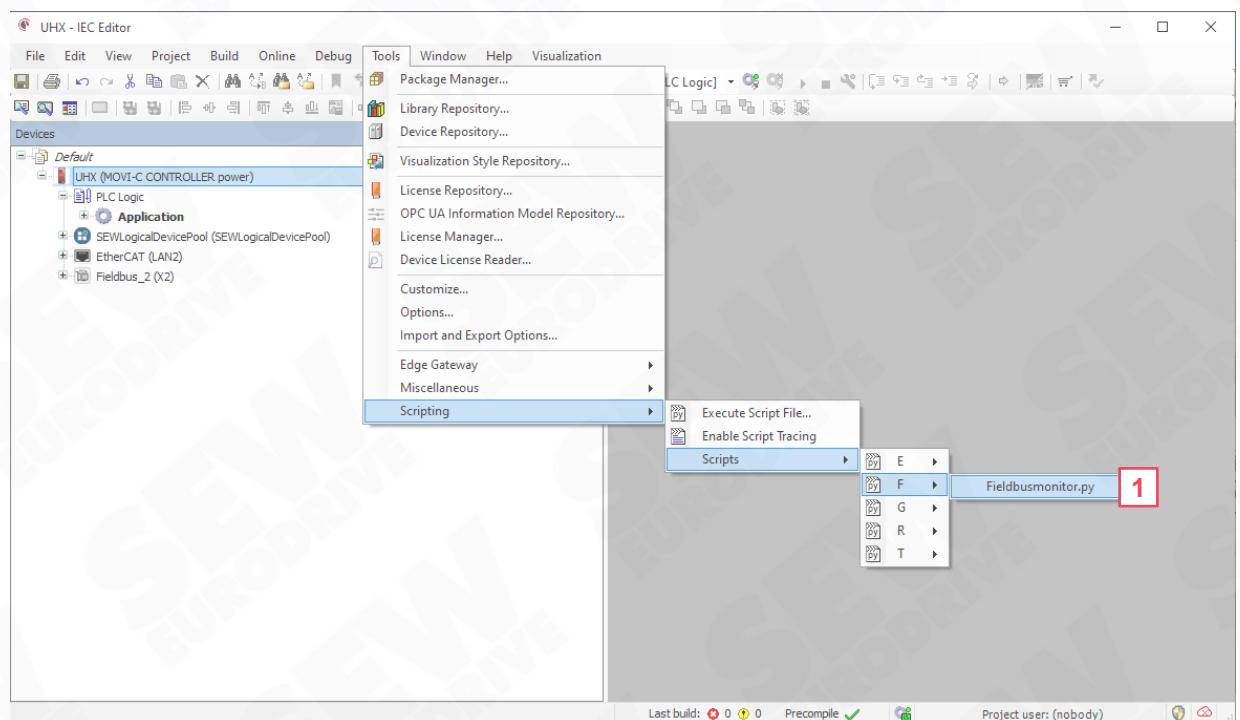 UHX - IEC Editor
File Edit View Project Build Online Debug Tools Window Help Visualization
LC Logic]
Devices
Default
UHX (MOVI-C CONTROLLER power)
PLC Logic
Application
SEWLogicalDevicePool (SEWLogicalDevicePool)
EtherCAT (LAN2)
Fieldbus_2 (X2)
Package Manager...
Library Repository...
Device Repository...
Visualization Style Repository...
License Repository...
OPC UA Information Model Repository...
License Manager...
Device License Reader...
Customize...
Options...
Import and Export Options...
Edge Gateway
Miscellaneous
Scripting
Execute Script File...
Enable Script Tracing
Scripts
E
F
G
R
T
Fieldbusmonitor.py
1
Last build: 0 0 Precompile Project user: (nobody)
SEW
EURODRIVE